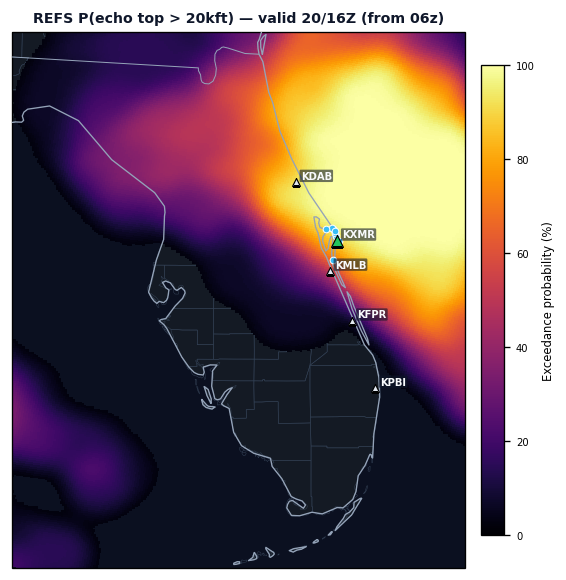 REFS P(echo top > 20kft) — valid 20/16Z (from 06z)
KDAB
KXMR
KMLB
KFPR
KPBI
100
80
60
40
20
0
Exceedance probability (%)